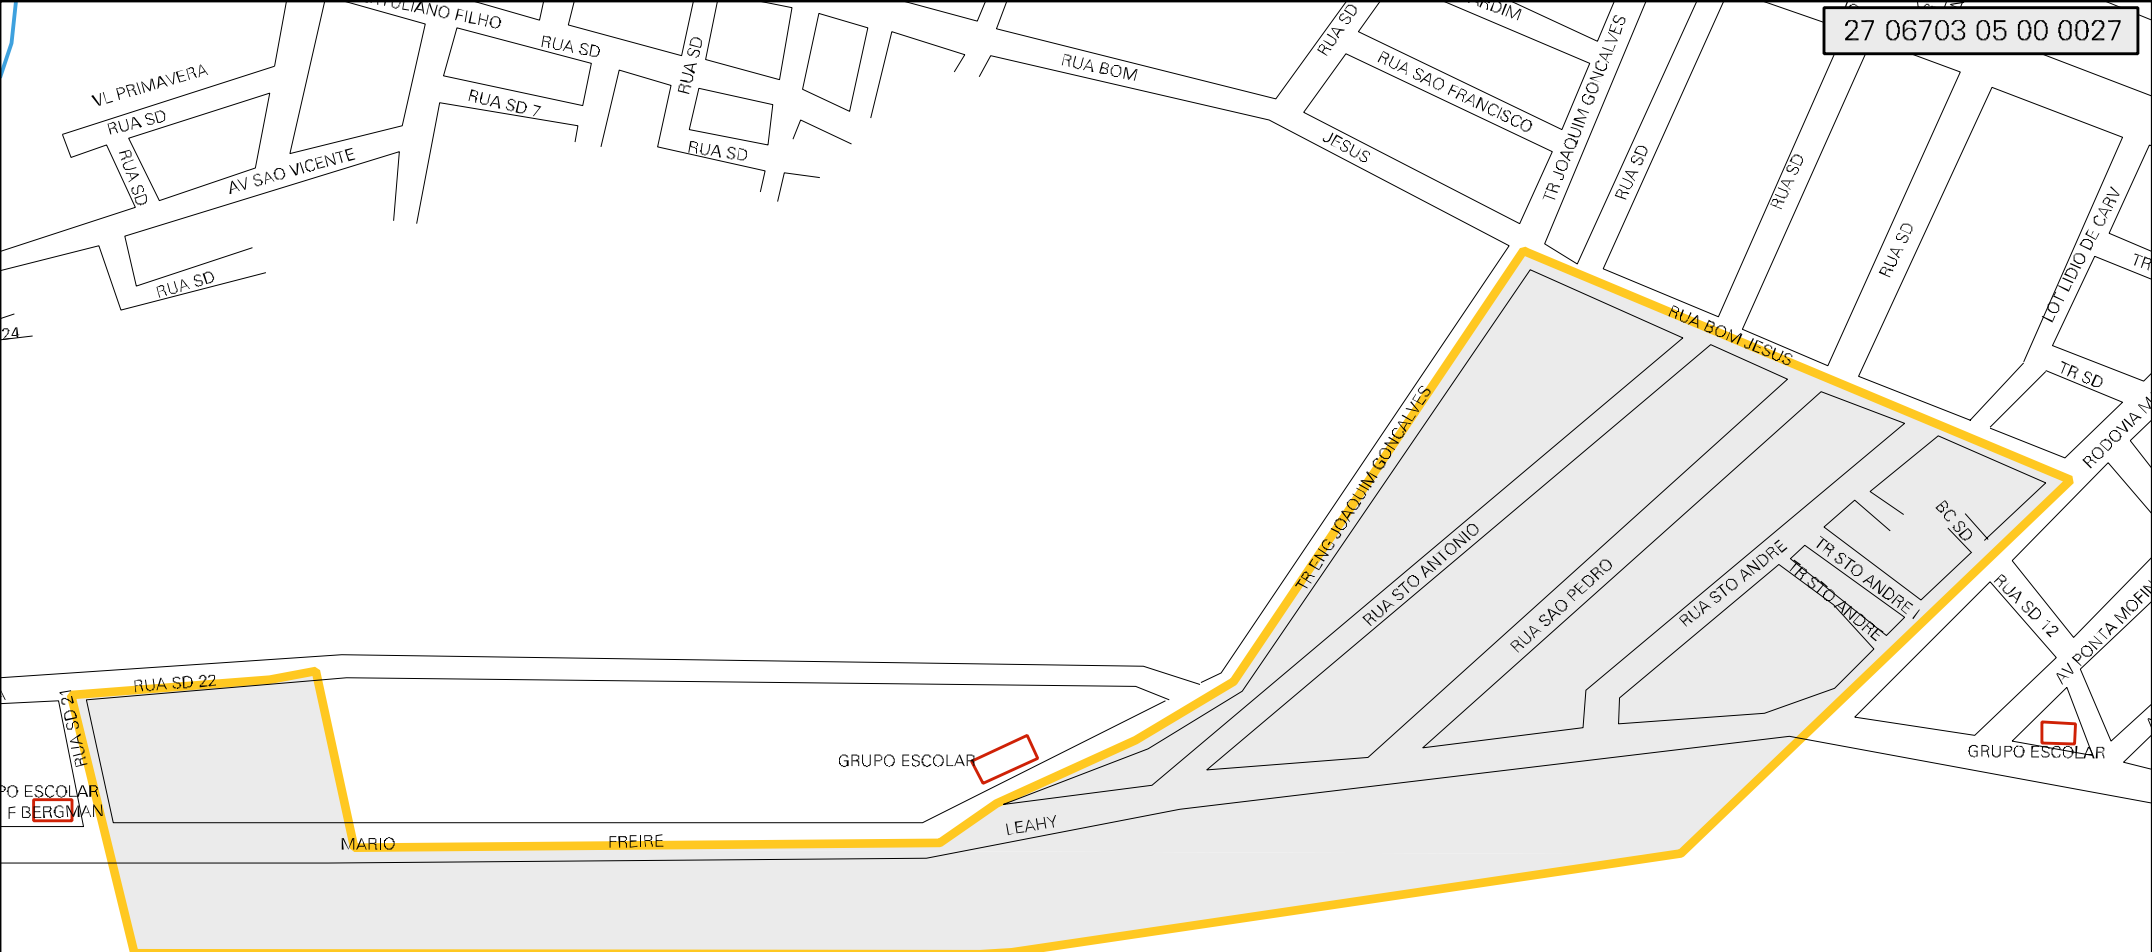 27 06703 05 00 0027
FILHO
RUA SD
RUA SD
RUA BOM
RUA SD
RUA SAO FRANCISCO
TR JOAQUIM GONCALVES
VL PRIMAVERA
RUA SD
RUA SD 7
RUA SD
RUA SD
AV SAO VICENTE
JESUS
RUA SD
RUA SD
RUA SD
LOT LIDIO DE CARV
TR
RUA SD
24
RUA BOM JESUS
TR SD
RODOVIA M
TR ENG JOAQUIM GONCALVES
BC SD
RUA STO ANTONIO
RUA SAO PEDRO
RUA STO ANDRE
TR STO ANDRE I
TR STO ANDRE
RUA SD 12
AV PONTA MOFIN
RUA SD 22
RUA SD 21
GRUPO ESCOLAR
GRUPO ESCOLAR
PO ESCOLAR
F BERGMAN
MARIO
FREIRE
LEAHY